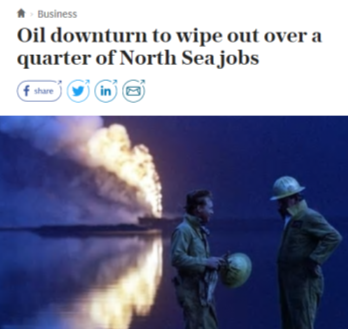 Business
Oil downturn to wipe out over a
quarter of North Sea jobs
share